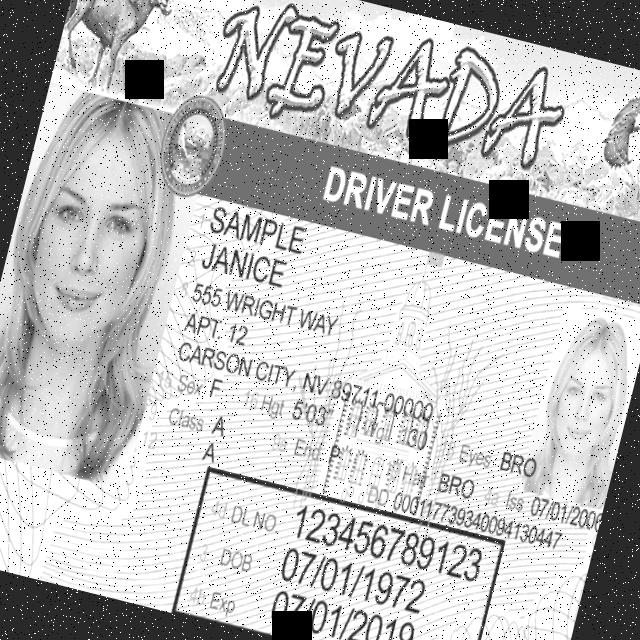 NEVADA
DRIVER LICENSE
SAMPLE
JANICE
555 WRIGHT WAY
APT. 12
CARSON CITY, NV 89711-00000
Sex F Hgt 5'03" Wgt 130 Eyes BRO
Class A End P Hair BRO Iss 07/01/2006
A DD 00011773934009413044 7
DL NO 123456789123
DOB 07/01/1972
Exp 07/01/2019